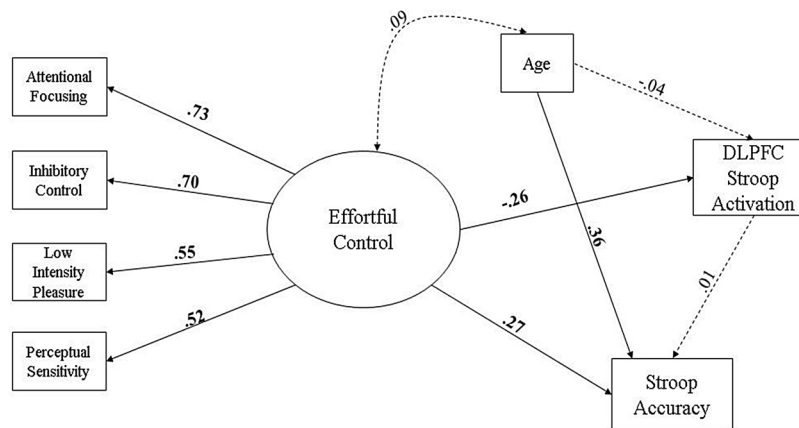 .09
Age
-.04
Attentional
Focusing
.73
Inhibitory
Control
.70
Effortful
Control
-.26
DLPFC
Stroop
Activation
.36
.01
Low
Intensity
Pleasure
.55
.27
Perceptual
Sensitivity
.52
Stroop
Accuracy